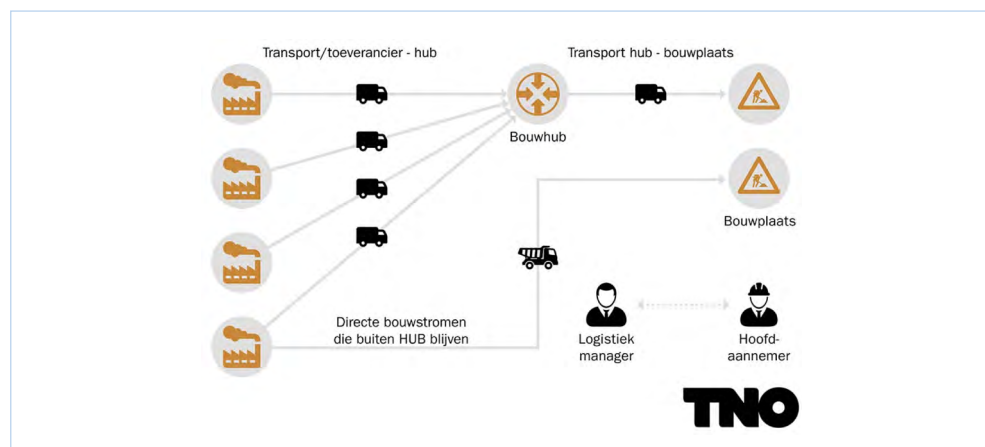 Transport/toeverancier - hub
Transport hub - bouwplaats
Bouwhub
Bouwplaats
Directe bouwstromen
die buiten HUB blijven
Logistiek
manager
Hoofd-
aannemer
TNO